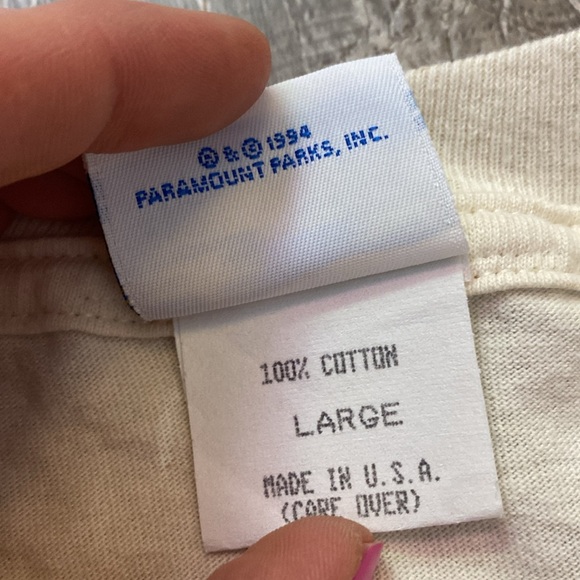 ® & © 1994
PARAMOUNT PARKS, INC.
100% COTTON
LARGE
MADE IN U.S.A.
(CARE OVER)